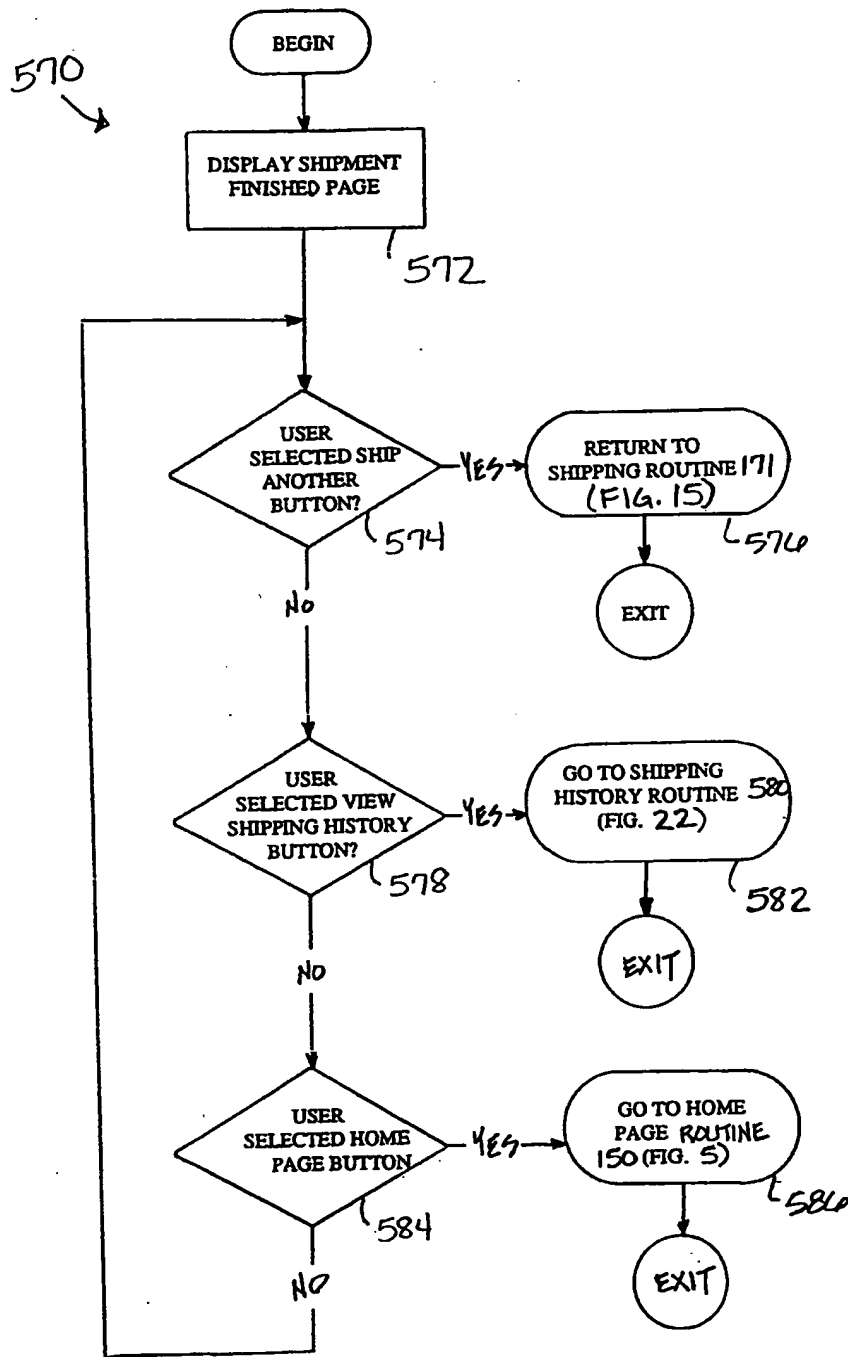 BEGIN
570
DISPLAY SHIPMENT
FINISHED PAGE
572
USER
SELECTED SHIP
ANOTHER
BUTTON?
574
YES
RETURN TO
SHIPPING ROUTINE 171
(FIG. 15)
576
EXIT
NO
USER
SELECTED VIEW
SHIPPING HISTORY
BUTTON?
578
YES
GO TO SHIPPING
HISTORY ROUTINE 580
(FIG. 22)
582
EXIT
NO
USER
SELECTED HOME
PAGE BUTTON
584
YES
GO TO HOME
PAGE ROUTINE
150 (FIG. 5)
586
EXIT
NO